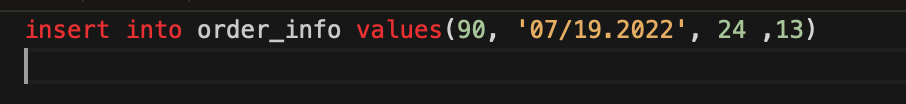 insert into order_info values(90, '07/19.2022', 24 ,13)